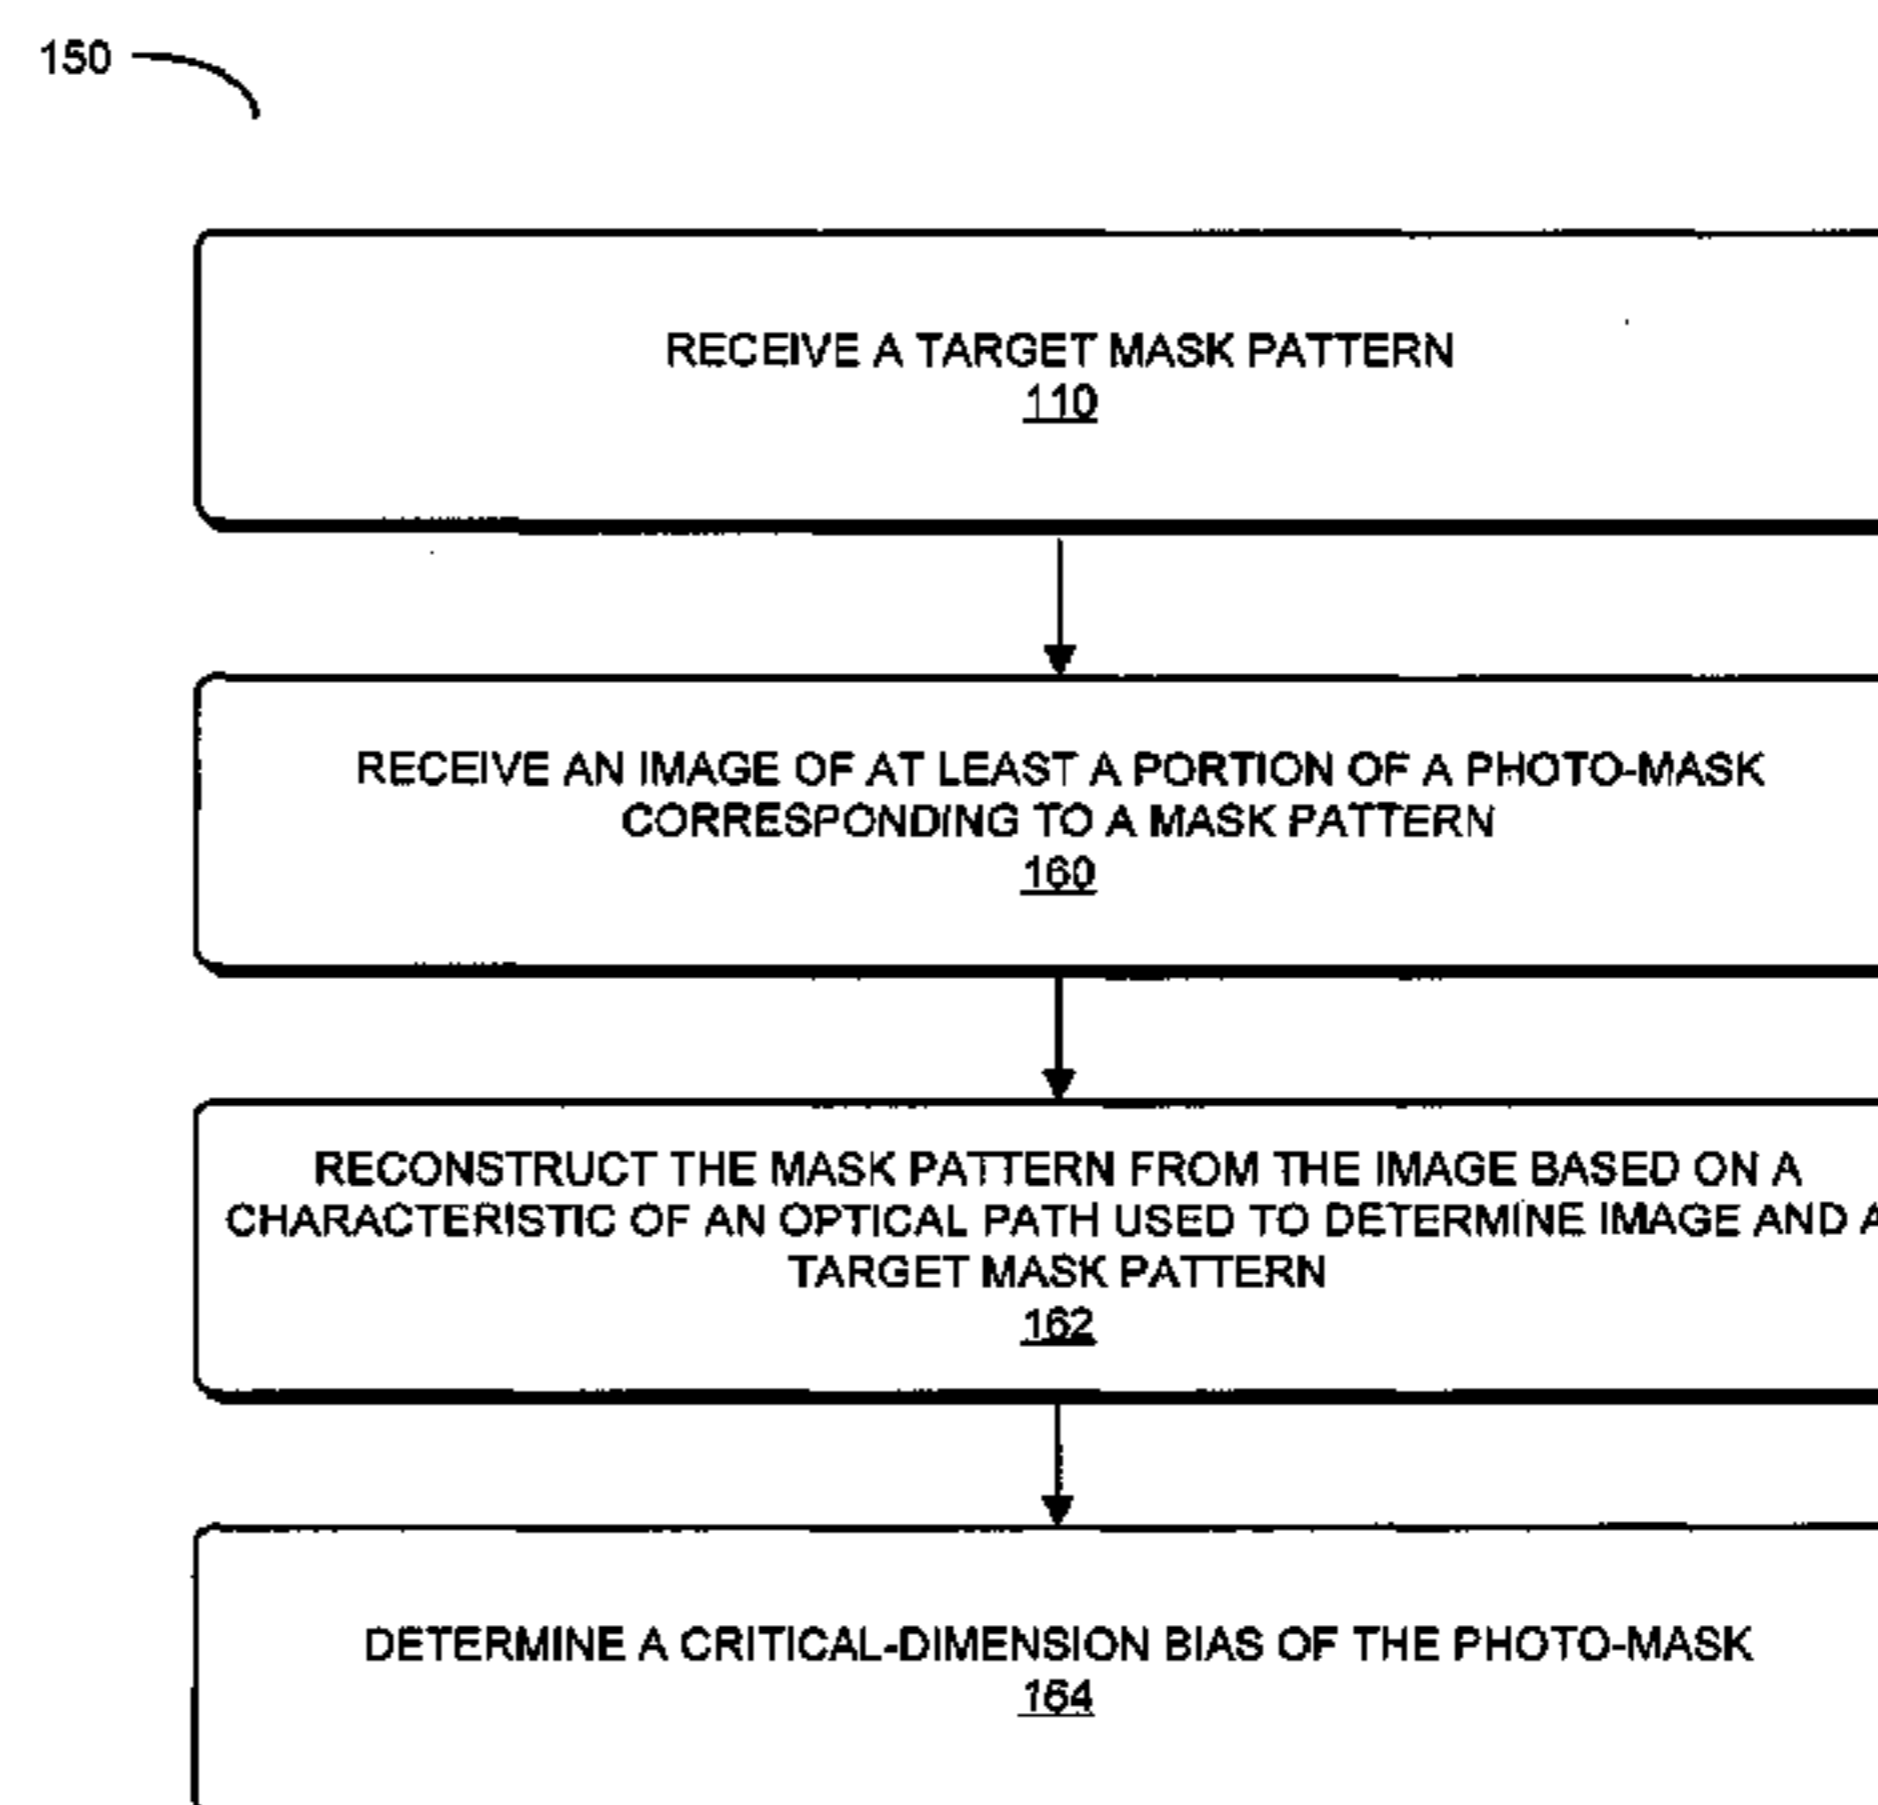 150
RECEIVE A TARGET MASK PATTERN
110
RECEIVE AN IMAGE OF AT LEAST A PORTION OF A PHOTO-MASK
CORRESPONDING TO A MASK PATTERN
160
RECONSTRUCT THE MASK PATTERN FROM THE IMAGE BASED ON A
CHARACTERISTIC OF AN OPTICAL PATH USED TO DETERMINE IMAGE AND A
TARGET MASK PATTERN
162
DETERMINE A CRITICAL-DIMENSION BIAS OF THE PHOTO-MASK
164